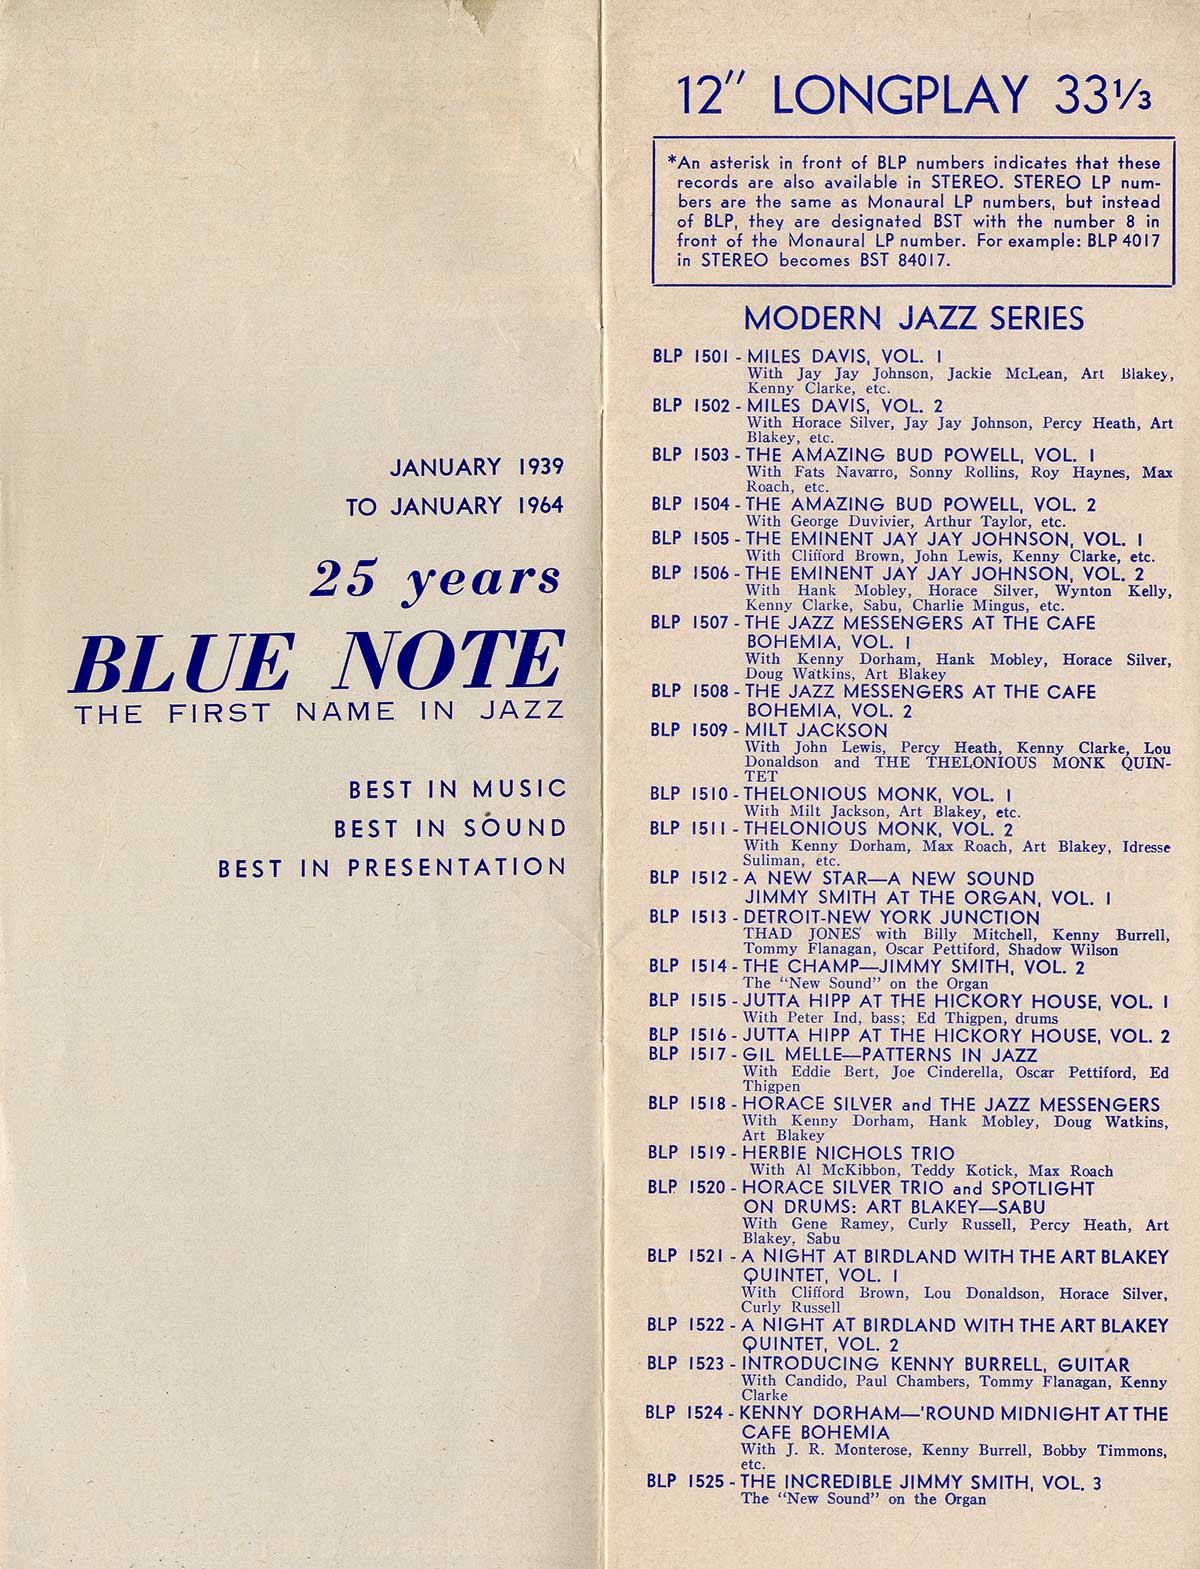 JANUARY 1939
TO JANUARY 1964
25 years
BLUE NOTE
THE FIRST NAME IN JAZZ
BEST IN MUSIC
BEST IN SOUND
BEST IN PRESENTATION
12" LONGPLAY 33⅓
*An asterisk in front of BLP numbers indicates that these
records are also available in STEREO. STEREO LP num-
bers are the same as Monaural LP numbers, but instead
of BLP, they are designated BST with the number 8 in
front of the Monaural LP number. For example: BLP 4017
in STEREO becomes BST 84017.
MODERN JAZZ SERIES
BLP 1501 - MILES DAVIS, VOL. 1
With Jay Jay Johnson, Jackie McLean, Art Blakey,
Kenny Clarke, etc.
BLP 1502 - MILES DAVIS, VOL. 2
With Horace Silver, Jay Jay Johnson, Percy Heath, Art
Blakey, etc.
BLP 1503 - THE AMAZING BUD POWELL, VOL. 1
With Fats Navarro, Sonny Rollins, Roy Haynes, Max
Roach, etc.
BLP 1504 - THE AMAZING BUD POWELL, VOL. 2
With George Duvivier, Arthur Taylor, etc.
BLP 1505 - THE EMINENT JAY JAY JOHNSON, VOL. 1
With Clifford Brown, John Lewis, Kenny Clarke, etc.
BLP 1506 - THE EMINENT JAY JAY JOHNSON, VOL. 2
With Hank Mobley, Horace Silver, Wynton Kelly,
Kenny Clarke, Sabu, Charlie Mingus, etc.
BLP 1507 - THE JAZZ MESSENGERS AT THE CAFE
BOHEMIA, VOL. 1
With Kenny Dorham, Hank Mobley, Horace Silver,
Doug Watkins, Art Blakey
BLP 1508 - THE JAZZ MESSENGERS AT THE CAFE
BOHEMIA, VOL. 2
BLP 1509 - MILT JACKSON
With John Lewis, Percy Heath, Kenny Clarke, Lou
Donaldson and THE THELONIOUS MONK QUIN-
TET
BLP 1510 - THELONIOUS MONK, VOL. 1
With Milt Jackson, Art Blakey, etc.
BLP 1511 - THELONIOUS MONK, VOL. 2
With Kenny Dorham, Max Roach, Art Blakey, Idresse
Suliman, etc.
BLP 1512 - A NEW STAR—A NEW SOUND
JIMMY SMITH AT THE ORGAN, VOL. 1
BLP 1513 - DETROIT-NEW YORK JUNCTION
THAD JONES with Billy Mitchell, Kenny Burrell,
Tommy Flanagan, Oscar Pettiford, Shadow Wilson
BLP 1514 - THE CHAMP—JIMMY SMITH, VOL. 2
The "New Sound" on the Organ
BLP 1515 - JUTTA HIPP AT THE HICKORY HOUSE, VOL. 1
With Peter Ind, bass; Ed Thigpen, drums
BLP 1516 - JUTTA HIPP AT THE HICKORY HOUSE, VOL. 2
BLP 1517 - GIL MELLE—PATTERNS IN JAZZ
With Eddie Bert, Joe Cinderella, Oscar Pettiford, Ed
Thigpen
BLP 1518 - HORACE SILVER and THE JAZZ MESSENGERS
With Kenny Dorham, Hank Mobley, Doug Watkins,
Art Blakey
BLP 1519 - HERBIE NICHOLS TRIO
With Al McKibbon, Teddy Kotick, Max Roach
BLP 1520 - HORACE SILVER TRIO and SPOTLIGHT
ON DRUMS: ART BLAKEY—SABU
With Gene Ramey, Curly Russell, Percy Heath, Art
Blakey, Sabu
BLP 1521 - A NIGHT AT BIRDLAND WITH THE ART BLAKEY
QUINTET, VOL. 1
With Clifford Brown, Lou Donaldson, Horace Silver,
Curly Russell
BLP 1522 - A NIGHT AT BIRDLAND WITH THE ART BLAKEY
QUINTET, VOL. 2
BLP 1523 - INTRODUCING KENNY BURRELL, GUITAR
With Candido, Paul Chambers, Tommy Flanagan, Kenny
Clarke
BLP 1524 - KENNY DORHAM—'ROUND MIDNIGHT AT THE
CAFE BOHEMIA
With J. R. Monterose, Kenny Burrell, Bobby Timmons,
etc.
BLP 1525 - THE INCREDIBLE JIMMY SMITH, VOL. 3
The "New Sound" on the Organ